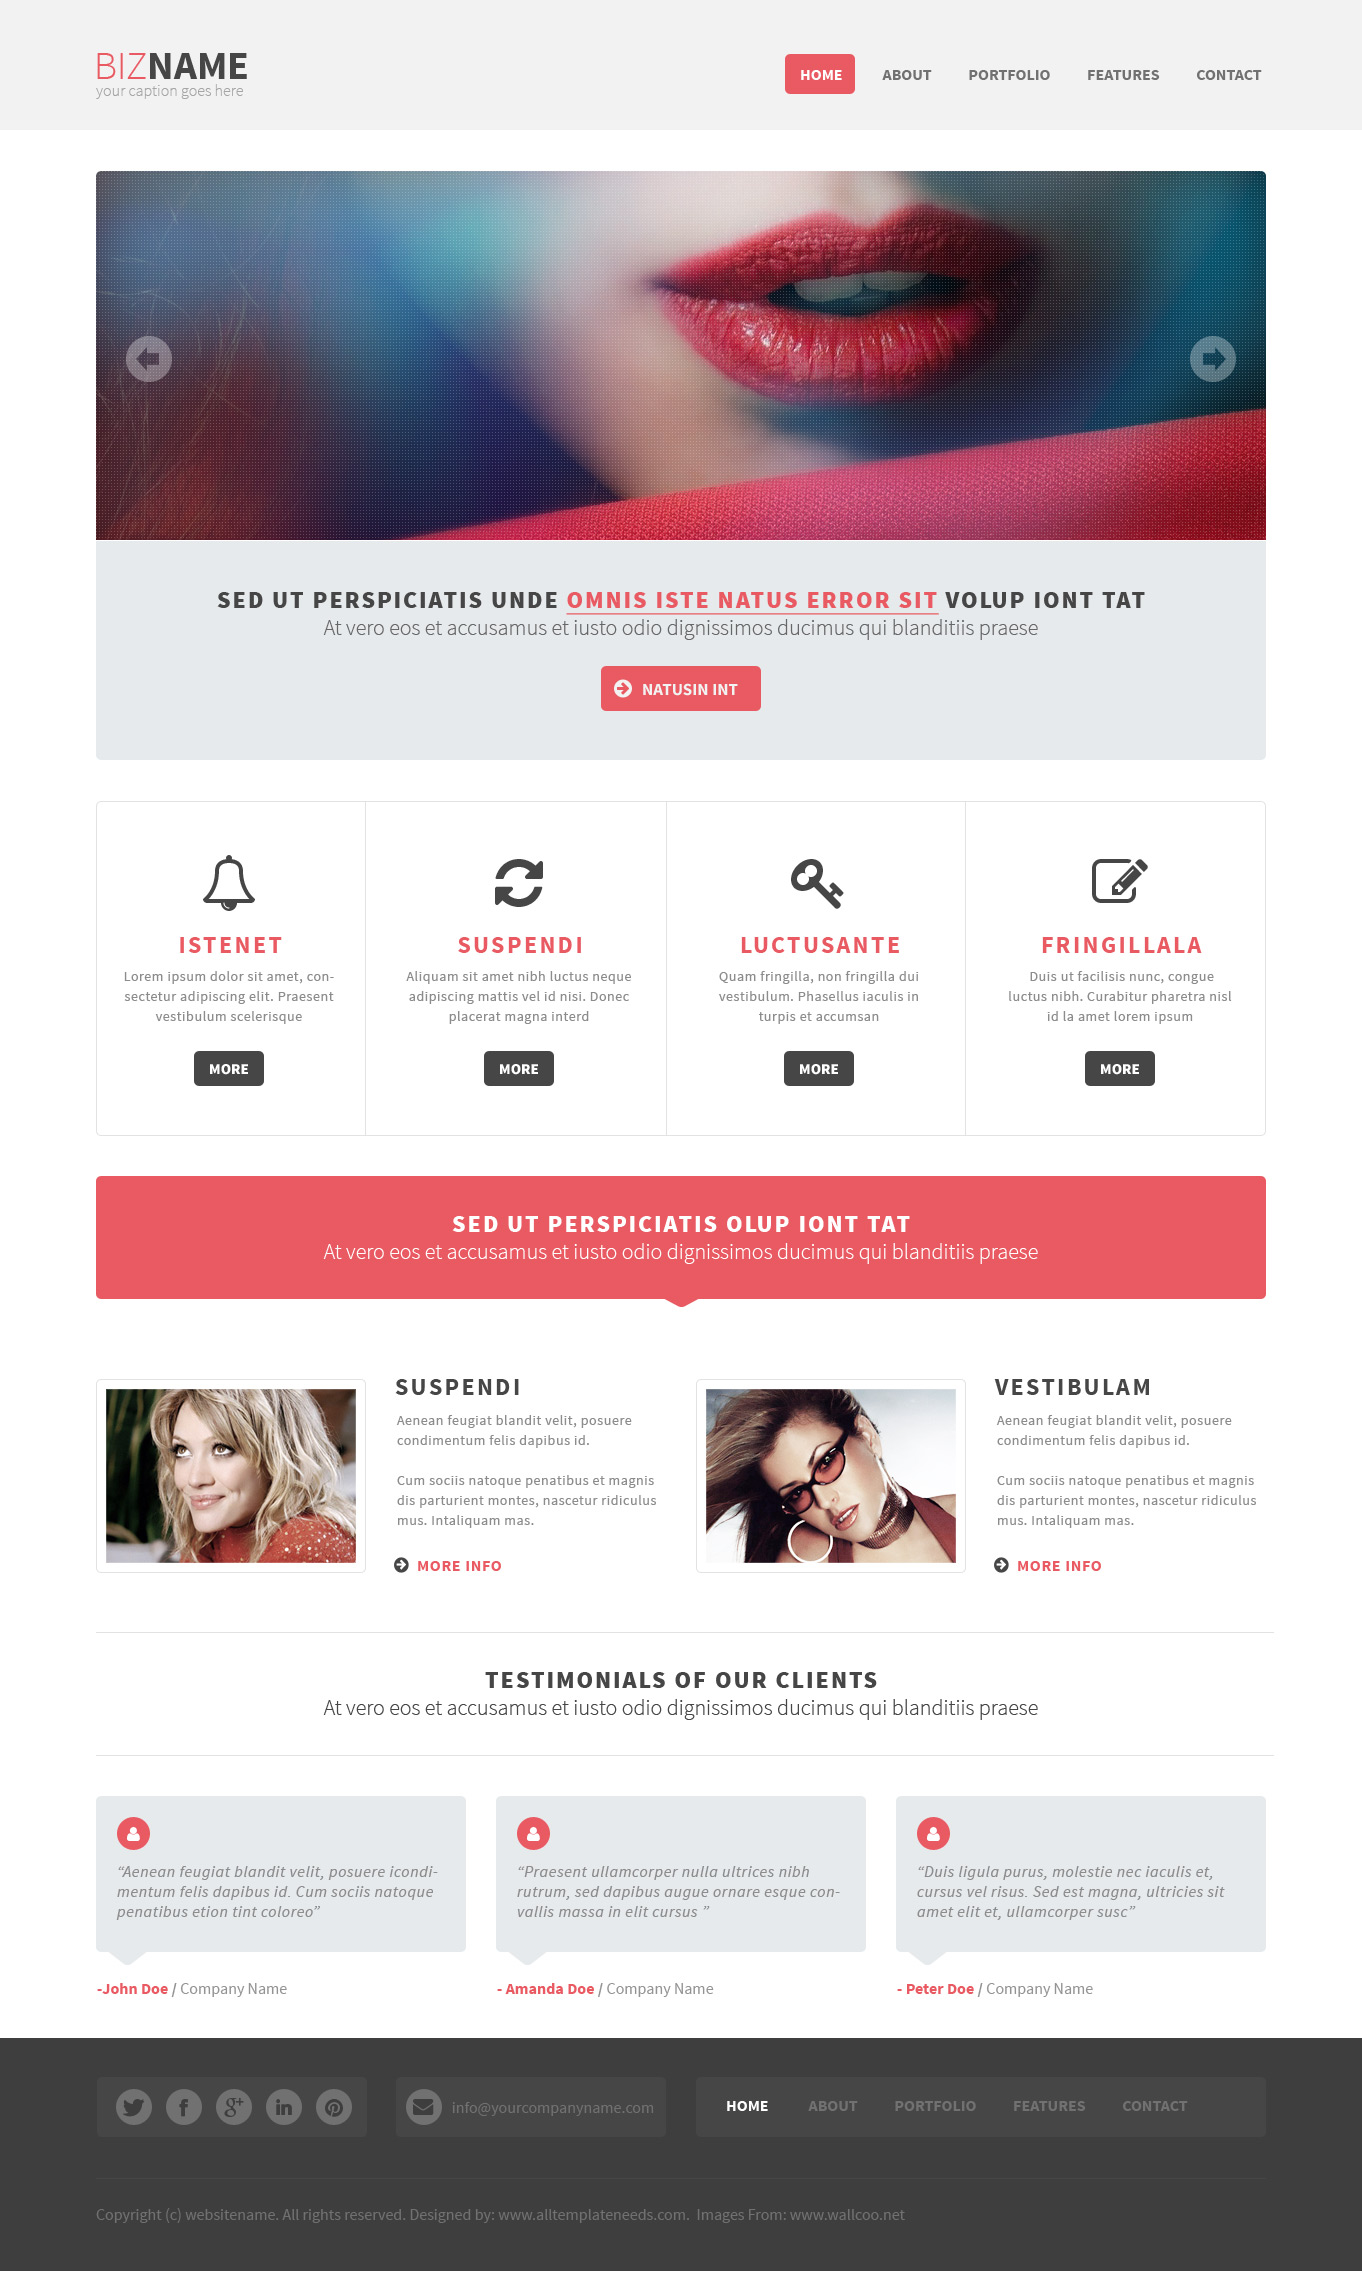 BIZNAME
your caption goes here
HOME ABOUT PORTFOLIO FEATURES CONTACT
SED UT PERSPICIATIS UNDE OMNIS ISTE NATUS ERROR SIT VOLUP IONT TAT
At vero eos et accusamus et iusto odio dignissimos ducimus qui blanditiis praese
NATUSIN INT
ISTENET
Lorem ipsum dolor sit amet, con-
sectetur adipiscing elit. Praesent
vestibulum scelerisque
MORE
SUSPENDI
Aliquam sit amet nibh luctus neque
adipiscing mattis vel id nisi. Donec
placerat magna interd
MORE
LUCTUSANTE
Quam fringilla, non fringilla dui
vestibulum. Phasellus iaculis in
turpis et accumsan
MORE
FRINGILLALA
Duis ut facilisis nunc, congue
luctus nibh. Curabitur pharetra nisl
id la amet lorem ipsum
MORE
SED UT PERSPICIATIS OLUP IONT TAT
At vero eos et accusamus et iusto odio dignissimos ducimus qui blanditiis praese
SUSPENDI
Aenean feugiat blandit velit, posuere
condimentum felis dapibus id.
Cum sociis natoque penatibus et magnis
dis parturient montes, nascetur ridiculus
mus. Intaliquam mas.
MORE INFO
VESTIBULAM
Aenean feugiat blandit velit, posuere
condimentum felis dapibus id.
Cum sociis natoque penatibus et magnis
dis parturient montes, nascetur ridiculus
mus. Intaliquam mas.
MORE INFO
TESTIMONIALS OF OUR CLIENTS
At vero eos et accusamus et iusto odio dignissimos ducimus qui blanditiis praese
“Aenean feugiat blandit velit, posuere icondi-
mentum felis dapibus id. Cum sociis natoque
penatibus etion tint coloreo”
-John Doe / Company Name
“Praesent ullamcorper nulla ultrices nibh
rutrum, sed dapibus augue ornare esque con-
vallis massa in elit cursus ”
- Amanda Doe / Company Name
“Duis ligula purus, molestie nec iaculis et,
cursus vel risus. Sed est magna, ultricies sit
amet elit et, ullamcorper susc”
- Peter Doe / Company Name
info@yourcompanyname.com
HOME ABOUT PORTFOLIO FEATURES CONTACT
Copyright (c) websitename. All rights reserved. Designed by: www.alltemplateneeds.com. Images From: www.wallcoo.net